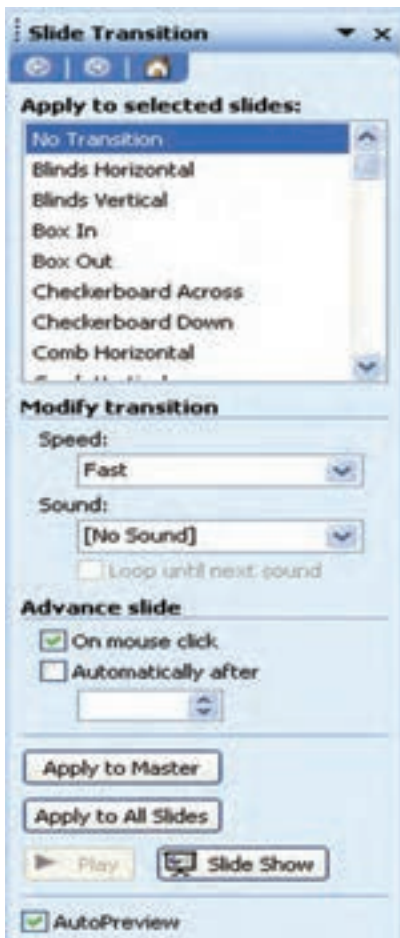 Slide Transition
Apply to selected slides:
No Transition
Blinds Horizontal
Blinds Vertical
Box In
Box Out
Checkerboard Across
Checkerboard Down
Comb Horizontal
Modify transition
Speed:
Fast
Sound:
[No Sound]
Loop until next sound
Advance slide
On mouse click
Automatically after
Apply to Master
Apply to All Slides
Play Slide Show
AutoPreview